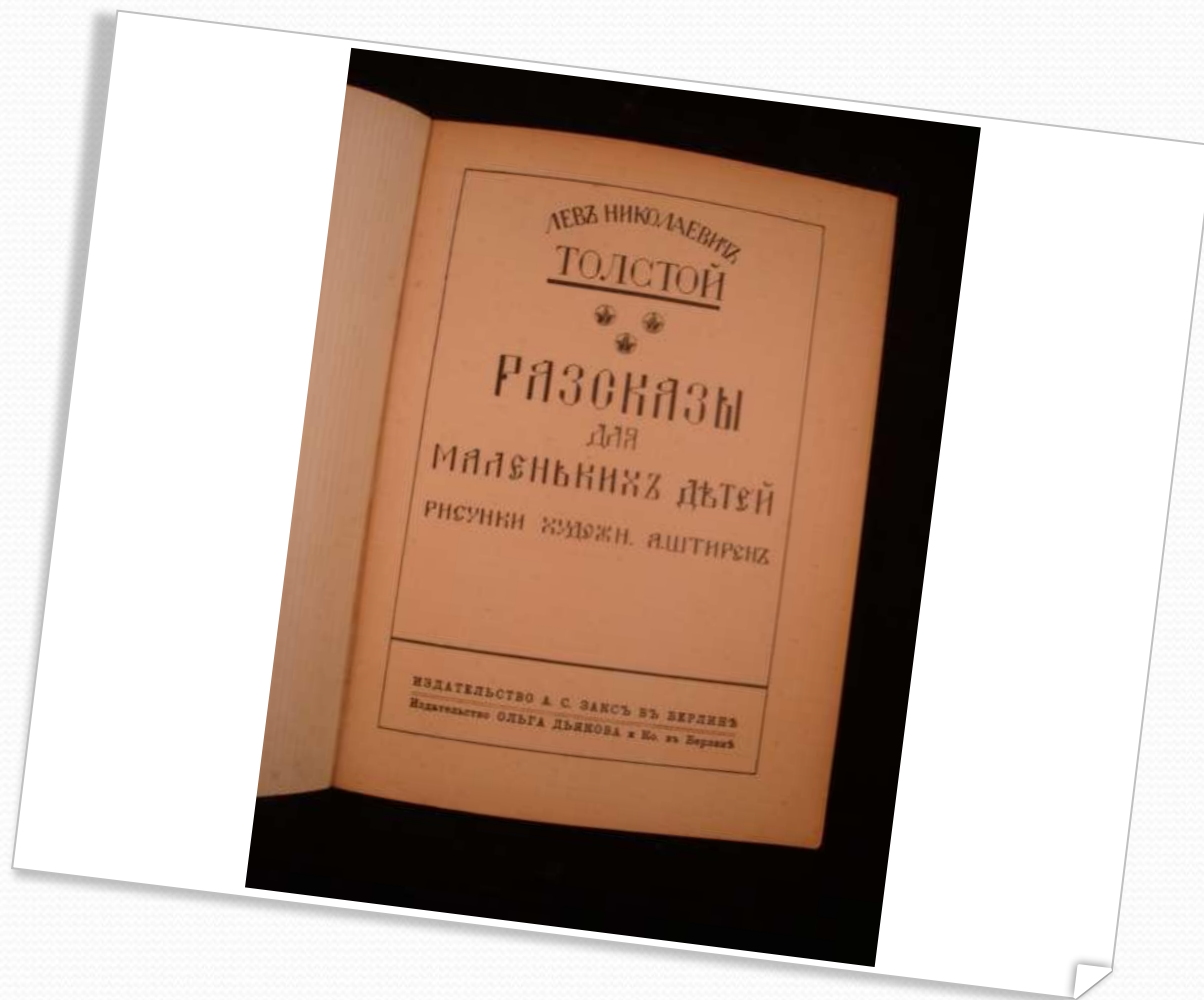 ЛЕВЪ НИКОЛАЕВИЧЪ
ТОЛСТОЙ
РАЗСКАЗЫ
ДЛЯ
МАЛЕНЬКИХЪ ДѢТЕЙ
РИСУНКИ ХУДОЖН. А.ШТИРЕНЪ
ИЗДАТЕЛЬСТВО А. С. ЗАКСЪ ВЪ БЕРЛИНѢ
Издательство ОЛЬГА ДЬЯКОВА и Ко. въ Берлинѣ